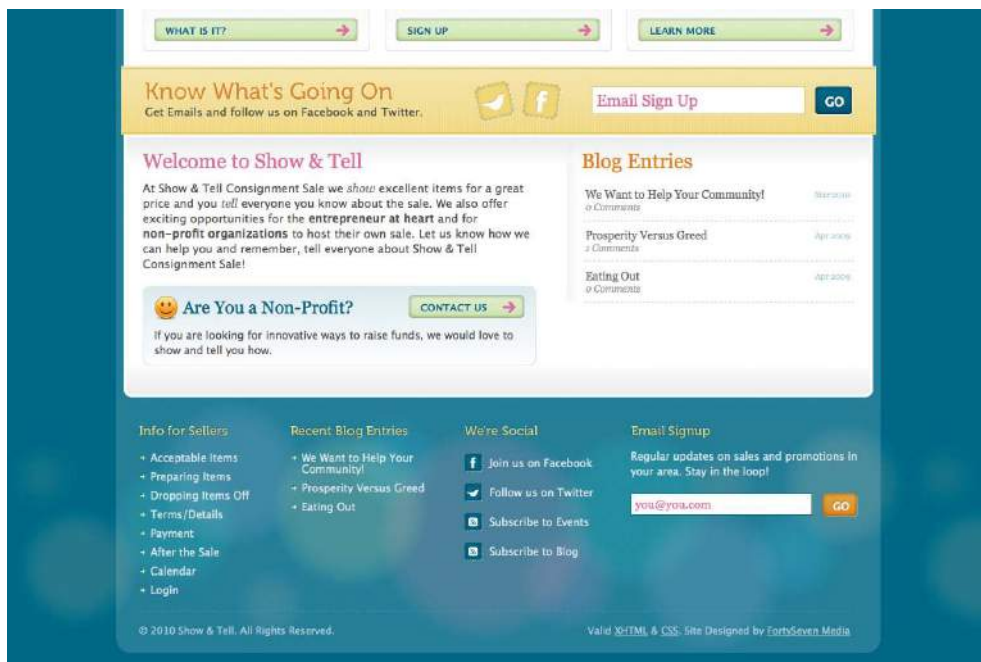 WHAT IS IT?
SIGN UP
LEARN MORE
Know What's Going On
Get Emails and follow us on Facebook and Twitter.
Email Sign Up
GO
Welcome to Show & Tell
At Show & Tell Consignment Sale we show excellent items for a great
price and you tell everyone you know about the sale. We also offer
exciting opportunities for the entrepreneur at heart and for
non-profit organizations to host their own sale. Let us know how we
can help you and remember, tell everyone about Show & Tell
Consignment Sale!
Are You a Non-Profit?
CONTACT US
If you are looking for innovative ways to raise funds, we would love to
show and tell you how.
Blog Entries
We Want to Help Your Community!
0 Comments
Prosperity Versus Greed
Apr 2009
2 Comments
Eating Out
Apr 2009
0 Comments
Info for Sellers
Acceptable Items
Preparing Items
Dropping Items Off
Terms/Details
Payment
After the Sale
Calendar
Login
Recent Blog Entries
We Want to Help Your
Community!
Prosperity Versus Greed
Eating Out
We're Social
Join us on Facebook
Follow us on Twitter
Subscribe to Events
Subscribe to Blog
Email Signup
Regular updates on sales and promotions in
your area. Stay in the loop!
you@you.com
GO
© 2010 Show & Tell. All Rights Reserved.
Valid XHTML & CSS. Site Designed by FortySeven Media